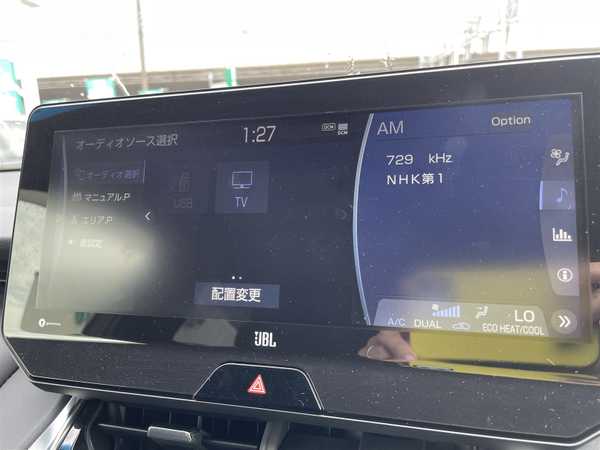 オーディオソース選択
1:27
DCM
オーディオ選択
マニュアル.P
エリア.P
USB
TV
配置変更
AM
Option
729 kHz
NHK第1
LO
A/C DUAL
ECO HEAT/COOL
JBL